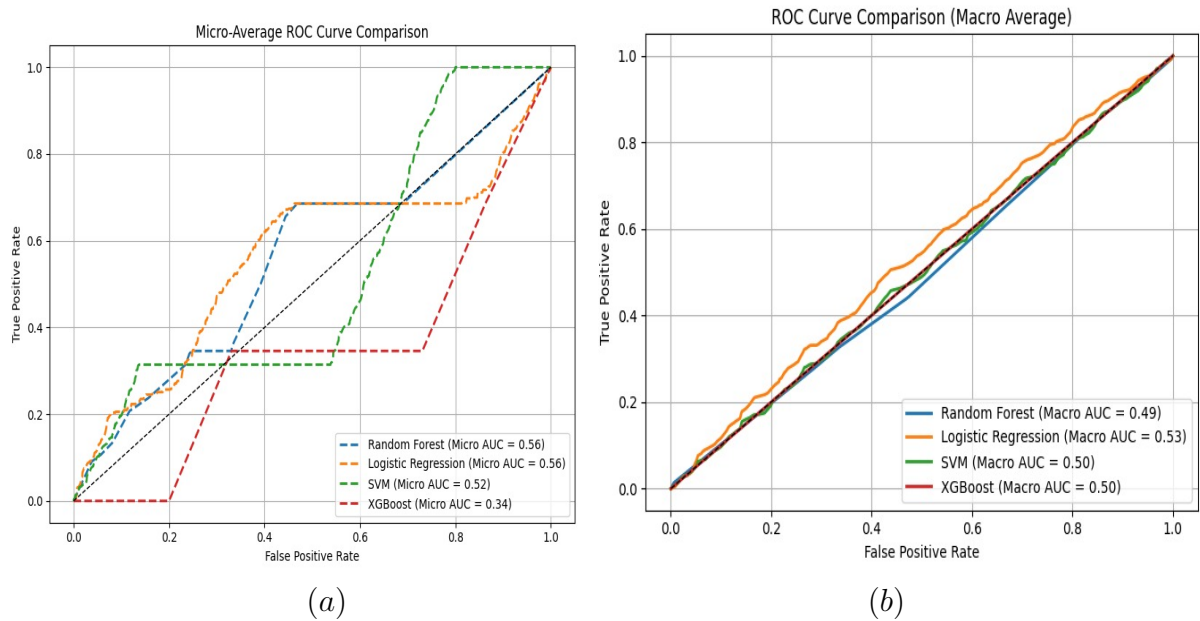 Micro-Average ROC Curve Comparison
1.0
0.8
0.6
0.4
0.2
0.0
True Positive Rate
0.0 0.2 0.4 0.6 0.8 1.0
False Positive Rate
Random Forest (Micro AUC = 0.56)
Logistic Regression (Micro AUC = 0.56)
SVM (Micro AUC = 0.52)
XGBoost (Micro AUC = 0.34)
(a)
ROC Curve Comparison (Macro Average)
1.0
0.8
0.6
0.4
0.2
0.0
True Positive Rate
0.0 0.2 0.4 0.6 0.8 1.0
False Positive Rate
Random Forest (Macro AUC = 0.49)
Logistic Regression (Macro AUC = 0.53)
SVM (Macro AUC = 0.50)
XGBoost (Macro AUC = 0.50)
(b)